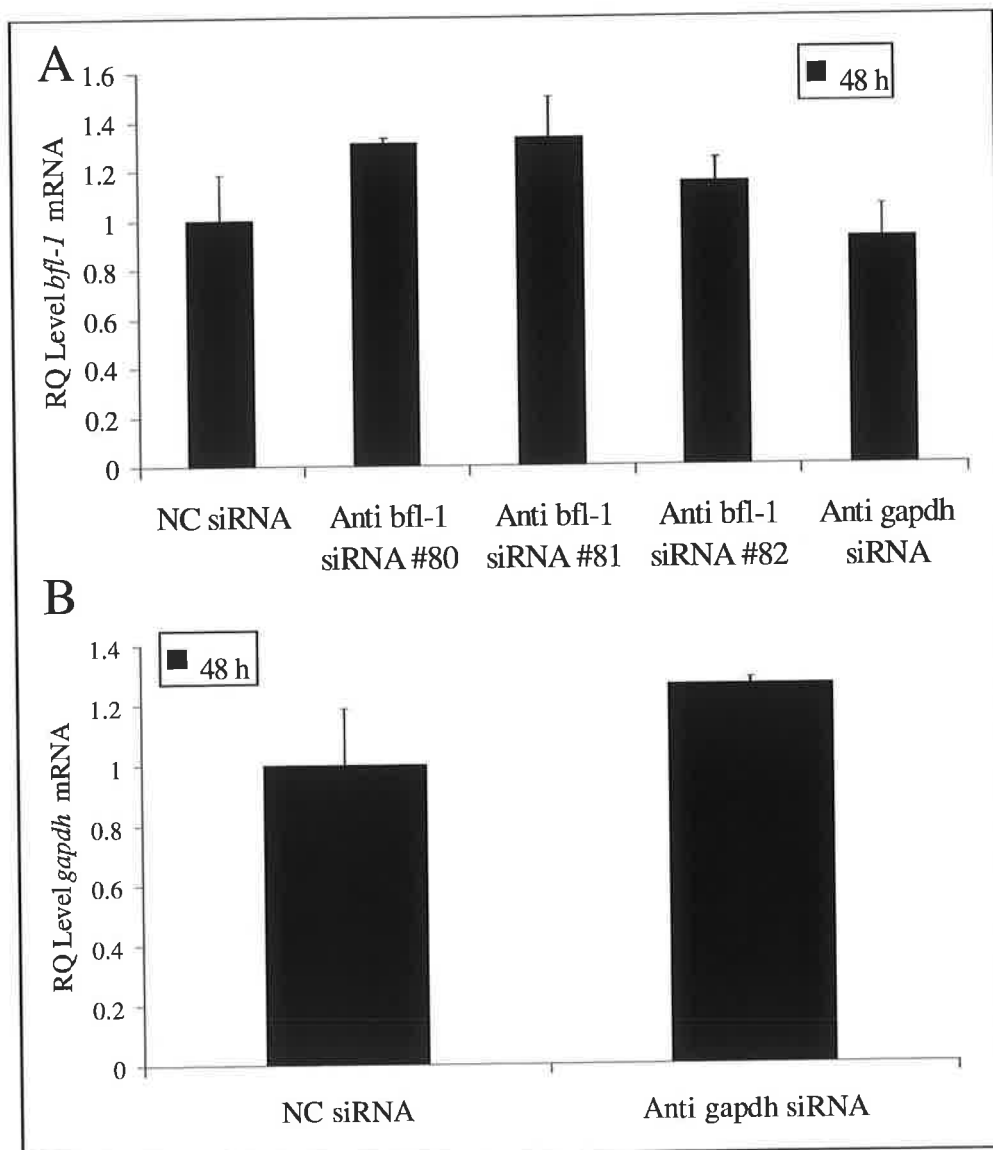 A
48 h
1.6
1.4
1.2
1
0.8
0.6
0.4
0.2
0
RQ Level bfl-1 mRNA
NC siRNA
Anti bfl-1
siRNA #80
Anti bfl-1
siRNA #81
Anti bfl-1
siRNA #82
Anti gapdh
siRNA
B
48 h
1.4
1.2
1
0.8
0.6
0.4
0.2
0
RQ Level gapdh mRNA
NC siRNA
Anti gapdh siRNA